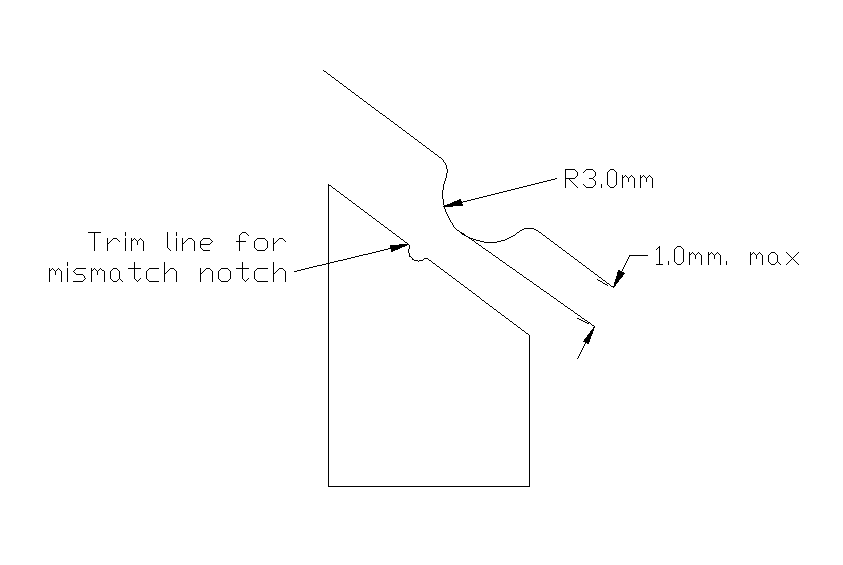 R3.0mm
Trim line for
mismatch notch
1.0mm. max